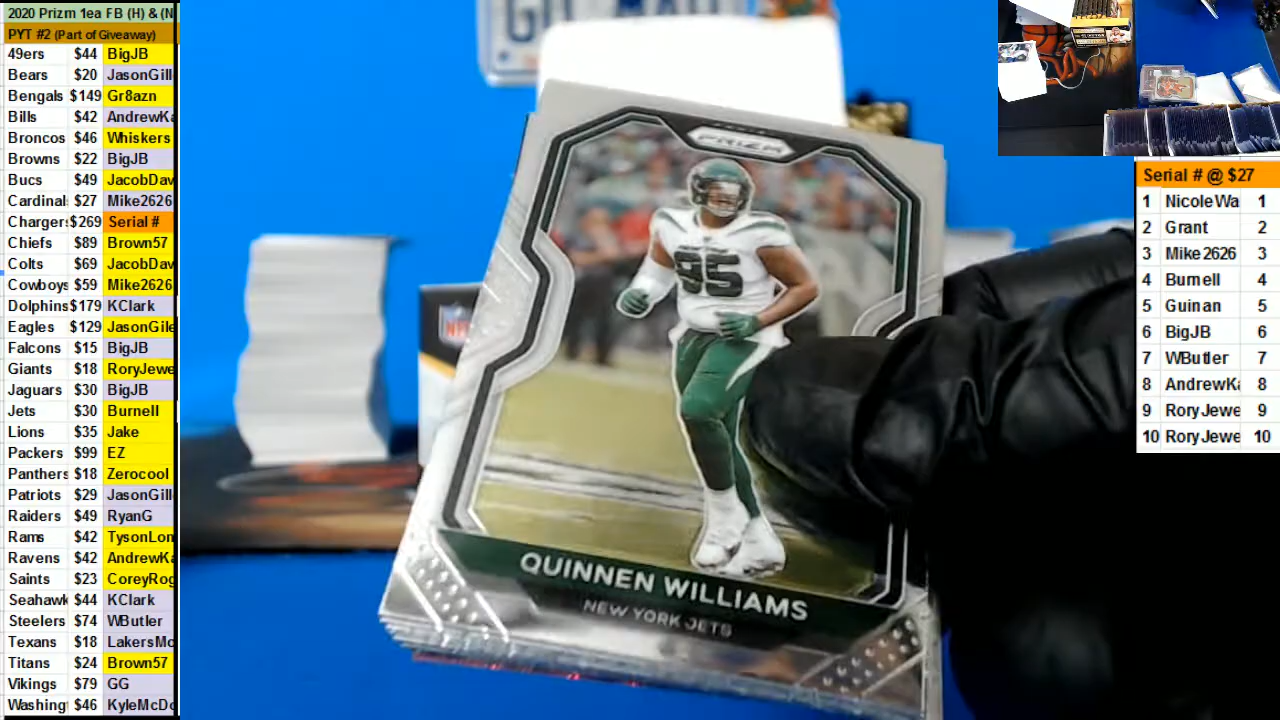 2020 Prizm 1ea FB (H) & (N
PYT #2 (Part of Giveaway)
49ers $44 BigJB
Bears $20 JasonGill
Bengals $149 Gr8azn
Bills $42 AndrewKa
Broncos $46 Whiskers
Browns $22 BigJB
Bucs $49 JacobDav
Cardinal $27 Mike2626
Chargers $269 Serial #
Chiefs $89 Brown57
Colts $69 JacobDav
Cowboys $59 Mike2626
Dolphins $179 KClark
Eagles $129 JasonGile
Falcons $15 BigJB
Giants $18 RoryJewe
Jaguars $30 BigJB
Jets $30 Burnell
Lions $35 Jake
Packers $99 EZ
Panthers $18 Zerocool
Patriots $29 JasonGill
Raiders $49 RyanG
Rams $42 TysonLon
Ravens $42 AndrewKa
Saints $23 CoreyRog
Seahawk $44 KClark
Steelers $74 WButler
Texans $18 LakersMc
Titans $24 Brown57
Vikings $79 GG
Washing $46 KyleMcDo
PRIZM
95
QUINNEN WILLIAMS
NEW YORK JETS
NFL
Serial # @ $27
1 NicoleWa 1
2 Grant 2
3 Mike2626 3
4 Burnell 4
5 Guinan 5
6 BigJB 6
7 WButler 7
8 AndrewKa 8
9 RoryJewe 9
10 RoryJewe 10